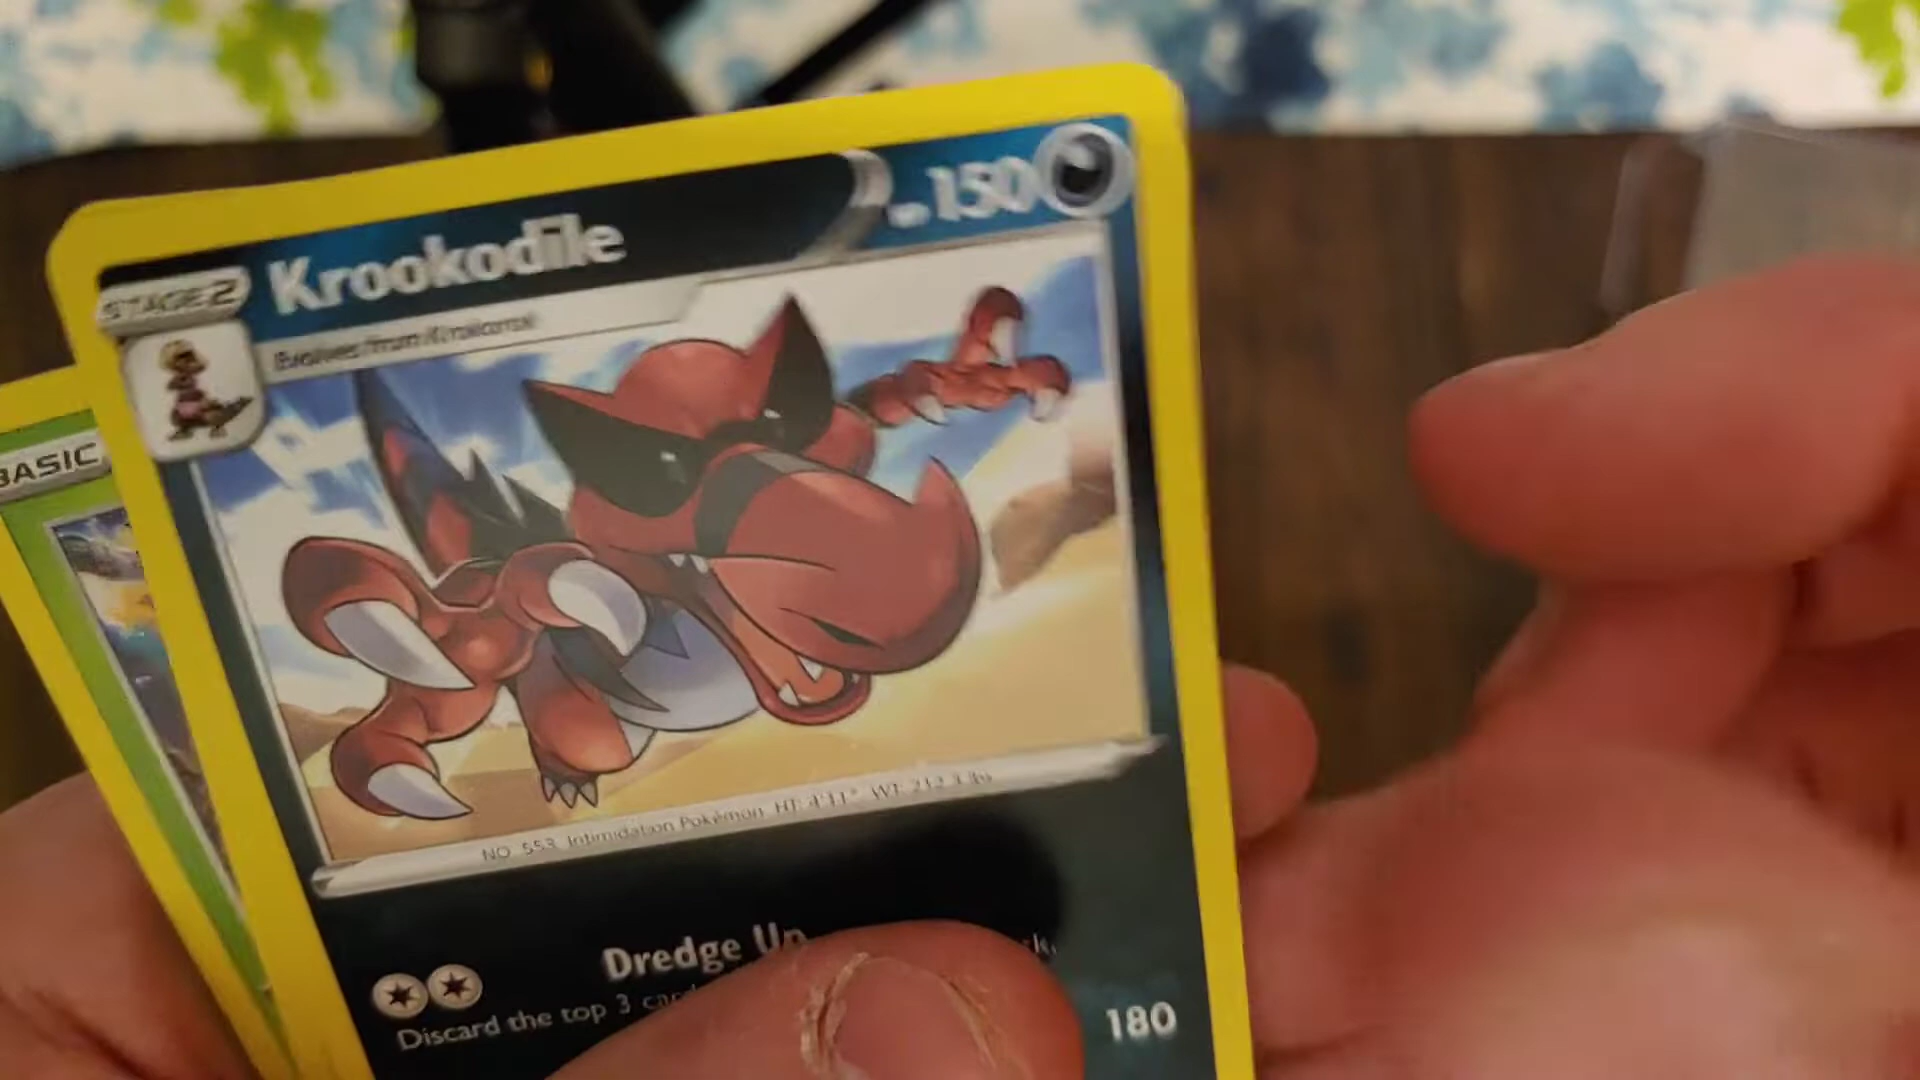 Krookodile
HP 150
STAGE 2
Evolves from Krokorok
BASIC
NO. 553 Intimidation Pokémon HT: 4'11" WT: 212.3 lbs
Dredge Up
Discard the top 3
180